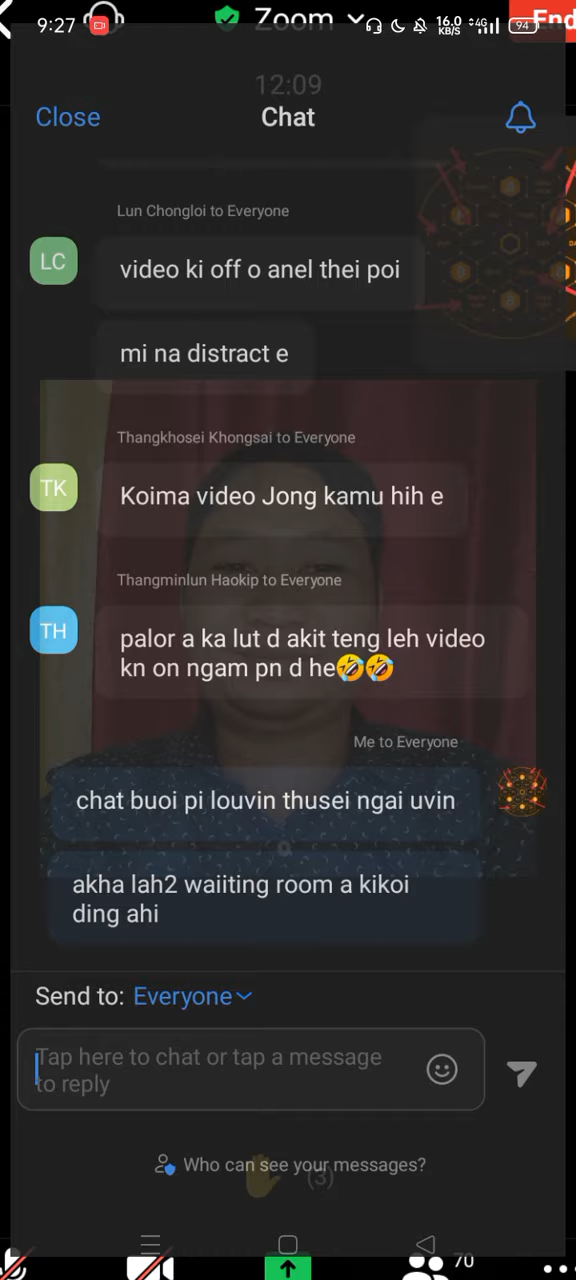 9:27
Zoom
16.0
KB/S
4G
94
End
12:09
Close
Chat
Lun Chongloi to Everyone
LC
video ki off o anel thei poi
mi na distract e
Thangkhosei Khongsai to Everyone
TK
Koima video Jong kamu hih e
Thangminlun Haokip to Everyone
TH
palor a ka lut d akit teng leh video
kn on ngam pn d he🤣🤣
Me to Everyone
chat buoi pi louvin thusei ngai uvin
akha lah2 waiiting room a kikoi
ding ahi
Send to: Everyone
Tap here to chat or tap a message
to reply
Who can see your messages?
(3)
70